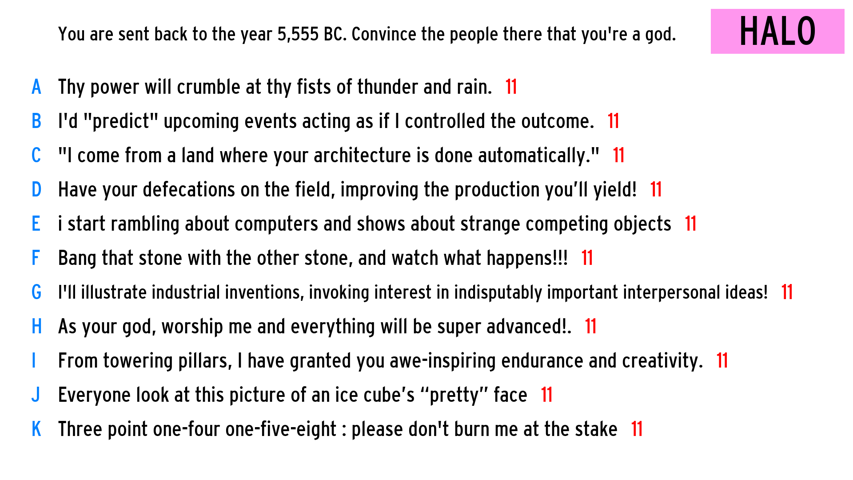 You are sent back to the year 5,555 BC. Convince the people there that you're a god.
HALO
A Thy power will crumble at thy fists of thunder and rain. 11
B I'd "predict" upcoming events acting as if I controlled the outcome. 11
C "I come from a land where your architecture is done automatically." 11
D Have your defecations on the field, improving the production you’ll yield! 11
E i start rambling about computers and shows about strange competing objects 11
F Bang that stone with the other stone, and watch what happens!!! 11
G I'll illustrate industrial inventions, invoking interest in indisputably important interpersonal ideas! 11
H As your god, worship me and everything will be super advanced!. 11
I From towering pillars, I have granted you awe-inspiring endurance and creativity. 11
J Everyone look at this picture of an ice cube’s “pretty” face 11
K Three point one-four one-five-eight : please don't burn me at the stake 11